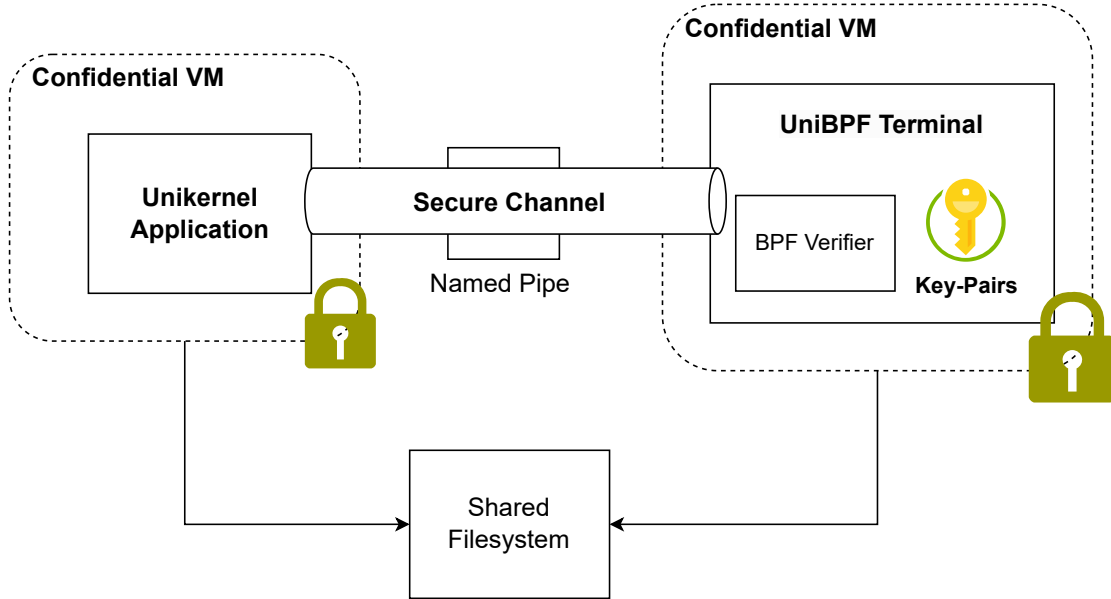 Confidential VM
Confidential VM
UniBPF Terminal
Unikernel
Application
Secure Channel
BPF Verifier
Named Pipe
Key-Pairs
Shared
Filesystem